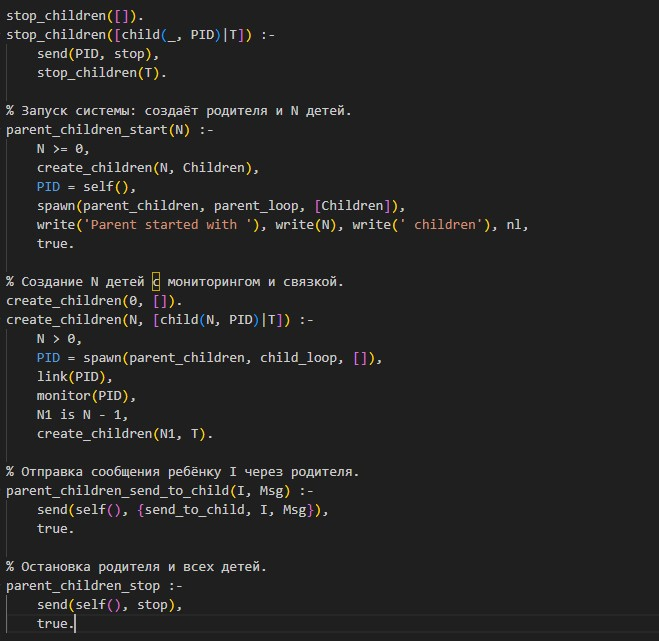 stop_children([]).
stop_children([child(_, PID)|T]) :-
    send(PID, stop),
    stop_children(T).

% Запуск системы: создаёт родителя и N детей.
parent_children_start(N) :-
    N >= 0,
    create_children(N, Children),
    PID = self(),
    spawn(parent_children, parent_loop, [Children]),
    write('Parent started with '), write(N), write(' children'), nl,
    true.

% Создание N детей с мониторингом и связкой.
create_children(0, []).
create_children(N, [child(N, PID)|T]) :-
    N > 0,
    PID = spawn(parent_children, child_loop, []),
    link(PID),
    monitor(PID),
    N1 is N - 1,
    create_children(N1, T).

% Отправка сообщения ребёнку I через родителя.
parent_children_send_to_child(I, Msg) :-
    send(self(), {send_to_child, I, Msg}),
    true.

% Остановка родителя и всех детей.
parent_children_stop :-
    send(self(), stop),
    true.